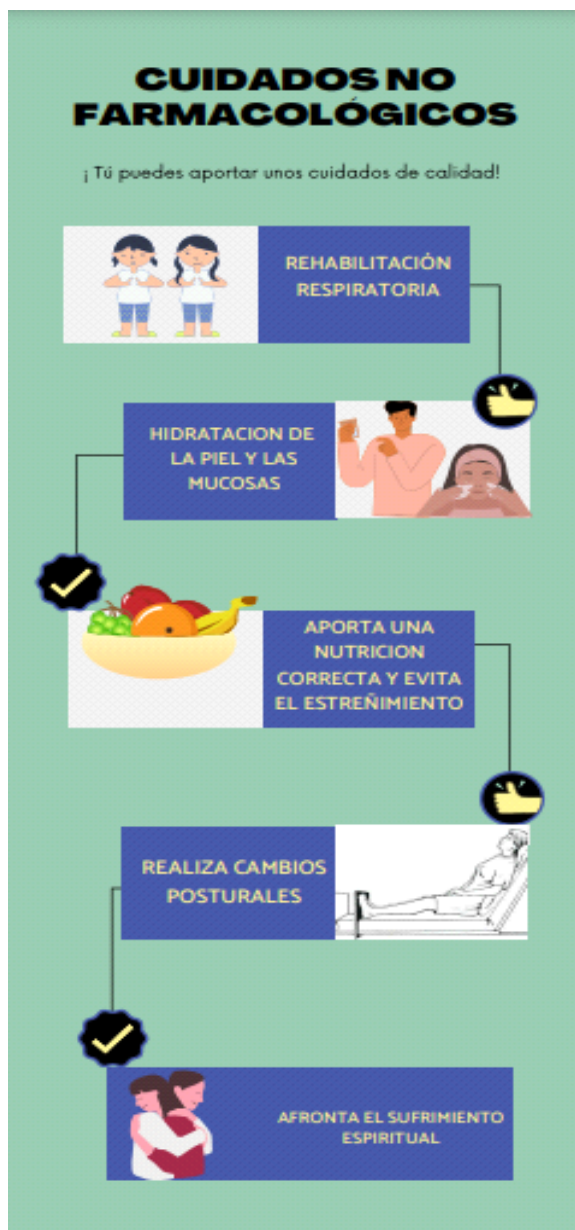 CUIDADOS NO
FARMACOLÓGICOS
¡ Tú puedes aportar unos cuidados de calidad!
REHABILITACIÓN
RESPIRATORIA
HIDRATACION DE
LA PIEL Y LAS
MUCOSAS
APORTA UNA
NUTRICION
CORRECTA Y EVITA
EL ESTREÑIMIENTO
REALIZA CAMBIOS
POSTURALES
AFRONTA EL SUFRIMIENTO
ESPIRITUAL